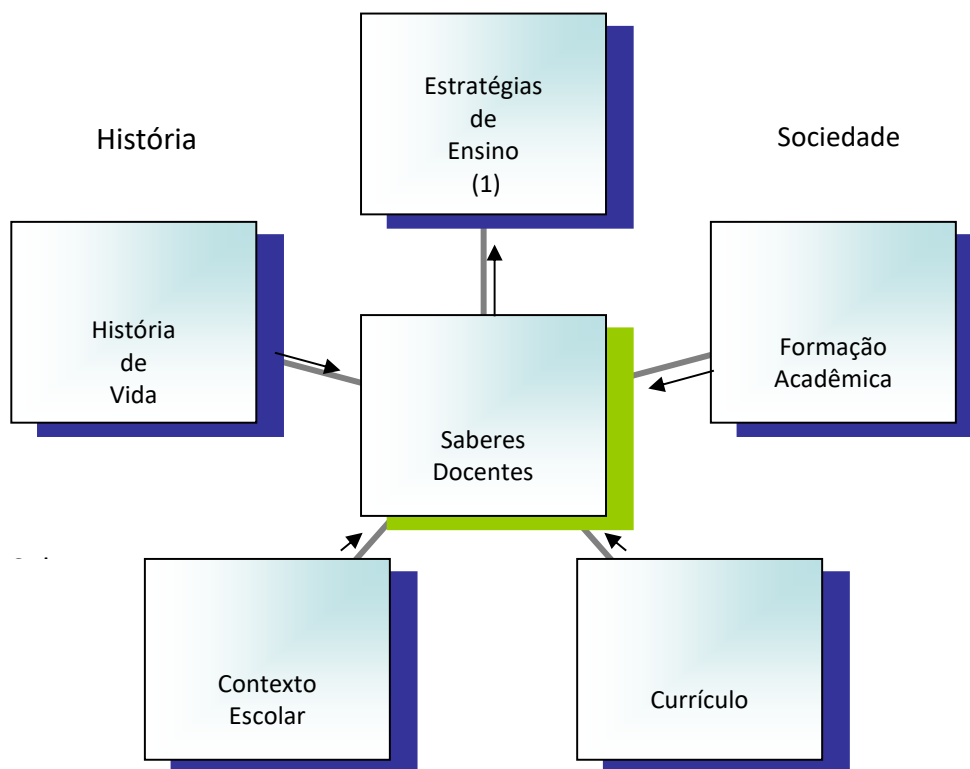 Estratégias
de
Ensino
(1)
História
Sociedade
História
de
Vida
Formação
Acadêmica
Saberes
Docentes
Contexto
Escolar
Currículo